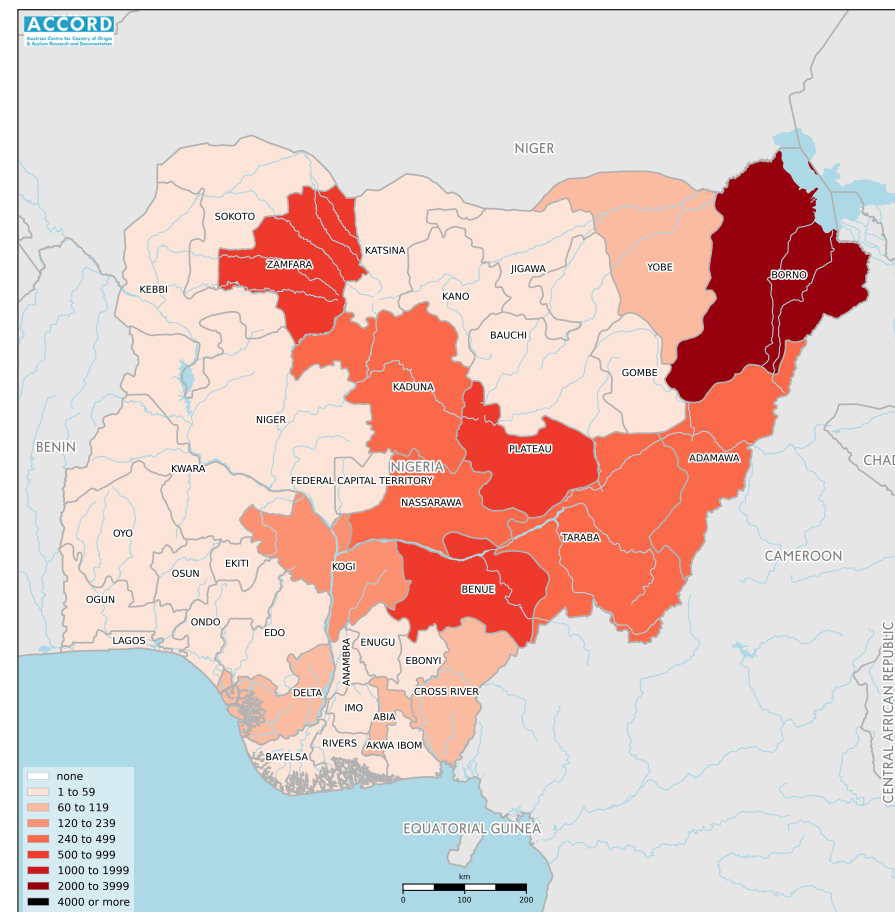 ACCORD
Austrian Centre for Country of Origin
& Asylum Research and Documentation
NIGER
SOKOTO
KATSINA
ZAMFARA
JIGAWA
YOBE
BORNO
KEBBI
KANO
BAUCHI
GOMBE
KADUNA
NIGER
BENIN
PLATEAU
ADAMAWA
CHAD
KWARA
NIGERIA
FEDERAL CAPITAL TERRITORY
NASSARAWA
OYO
TARABA
CAMEROON
EKITI
KOGI
OSUN
BENUE
OGUN
ONDO
EDO
LAGOS
ENUGU
ANAMBRA
EBONYI
DELTA
CROSS RIVER
IMO
ABIA
RIVERS
AKWA IBOM
BAYELSA
CENTRAL AFRICAN REPUBLIC
EQUATORIAL GUINEA
none
1 to 59
60 to 119
120 to 239
240 to 499
500 to 999
1000 to 1999
2000 to 3999
4000 or more
km
0 100 200